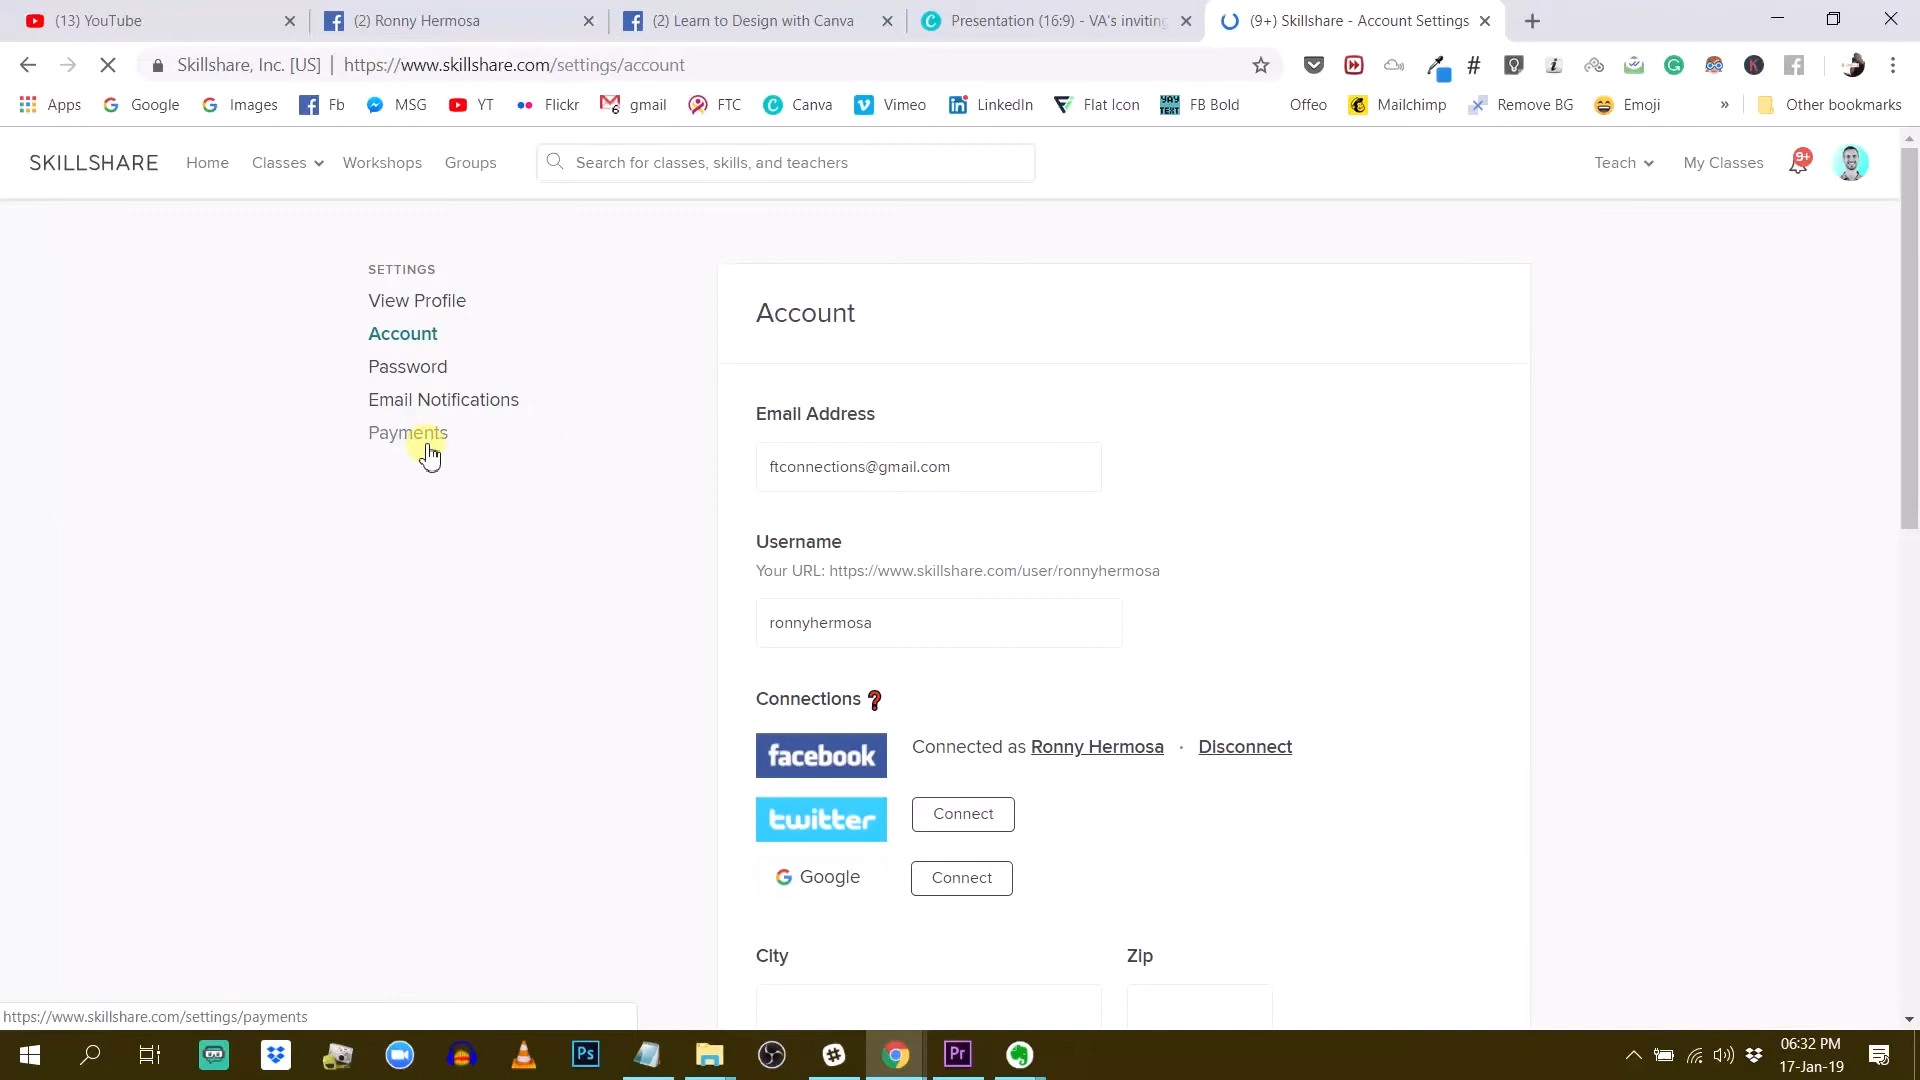 (13) YouTube
(2) Ronny Hermosa
(2) Learn to Design with Canva
Presentation (16:9) - VA's inviting
(9+) Skillshare - Account Settings
Skillshare, Inc. [US] | https://www.skillshare.com/settings/account
Apps Google Images Fb MSG YT Flickr gmail FTC Canva Vimeo LinkedIn Flat Icon FB Bold Offeo Mailchimp Remove BG Emoji » Other bookmarks
SKILLSHARE Home Classes Workshops Groups Search for classes, skills, and teachers Teach My Classes 9+
SETTINGS
View Profile
Account
Password
Email Notifications
Payments
Account
Email Address
ftconnections@gmail.com
Username
Your URL: https://www.skillshare.com/user/ronnyhermosa
ronnyhermosa
Connections ?
facebook Connected as Ronny Hermosa · Disconnect
twitter Connect
Google Connect
City Zip
https://www.skillshare.com/settings/payments
Ps
Pr
06:32 PM
17-Jan-19